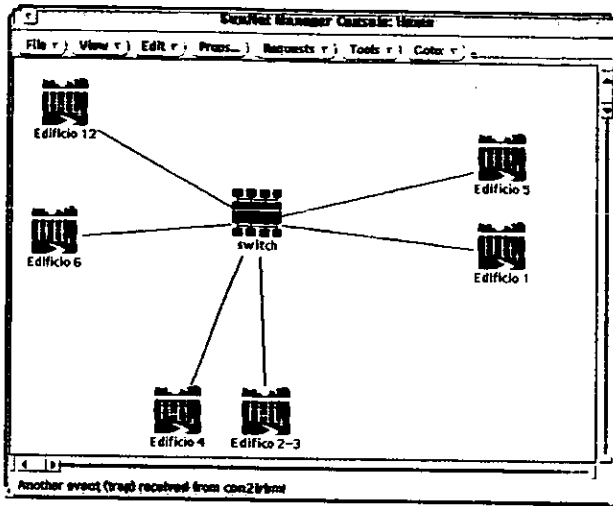 SunNet Manager Console: Home
File View Edit Props... Requests Tools Goto
Edificio 12
Edificio 5
Edificio 6
switch
Edificio 1
Edificio 4
Edifico 2-3
Another event (trap) received from